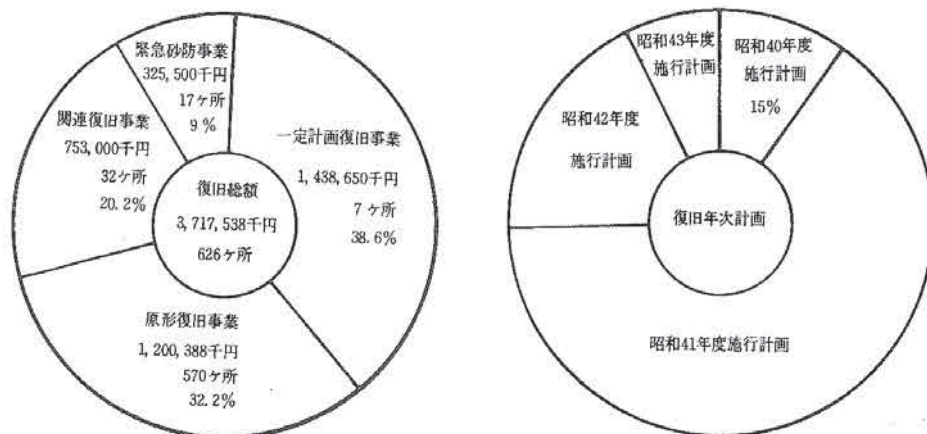 緊急砂防事業
325,500千円
17ヶ所
9%
関連復旧事業
753,000千円
32ヶ所
20.2%
一定計画復旧事業
1,438,650千円
7ヶ所
38.6%
復旧総額
3,717,538千円
626ヶ所
原形復旧事業
1,200,388千円
570ヶ所
32.2%
昭和43年度
施行計画
昭和40年度
施行計画
15%
昭和42年度
施行計画
復旧年次計画
昭和41年度施行計画